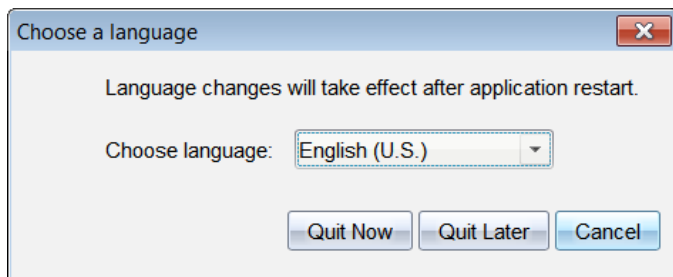 Choose a language
Language changes will take effect after application restart.
Choose language: English (U.S.)
Quit Now Quit Later Cancel